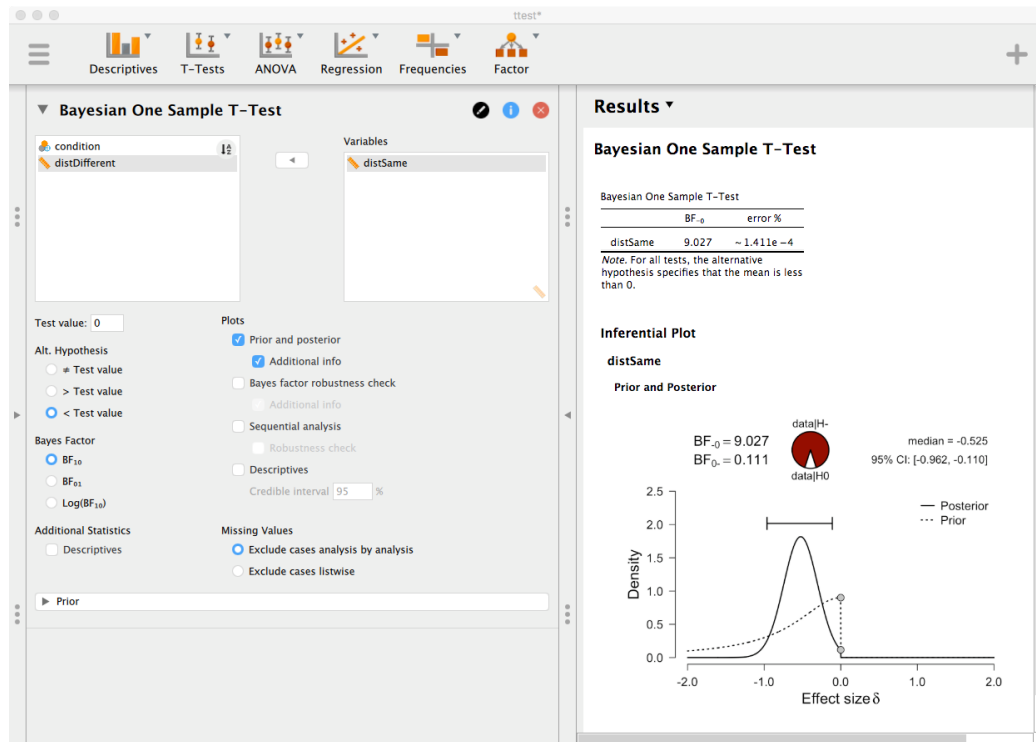 ttest*
Descriptives
T-Tests
ANOVA
Regression
Frequencies
Factor
Bayesian One Sample T-Test
condition
distDifferent
Variables
distSame
Test value: 0
Alt. Hypothesis
≠ Test value
> Test value
< Test value
Bayes Factor
BF₁₀
BF₀₁
Log(BF₁₀)
Additional Statistics
Descriptives
Plots
Prior and posterior
Additional info
Bayes factor robustness check
Additional info
Sequential analysis
Robustness check
Descriptives
Credible interval 95 %
Missing Values
Exclude cases analysis by analysis
Exclude cases listwise
Prior
Results
Bayesian One Sample T-Test
Bayesian One Sample T-Test
BF₋₀ error %
distSame 9.027 ~ 1.411e −4
Note. For all tests, the alternative
hypothesis specifies that the mean is less
than 0.
Inferential Plot
distSame
Prior and Posterior
data|H-
BF₋₀ = 9.027
BF₀₋ = 0.111
data|H0
median = -0.525
95% CI: [-0.962, -0.110]
Posterior
Prior
Density
2.5
2.0
1.5
1.0
0.5
0.0
-2.0 -1.0 0.0 1.0 2.0
Effect size δ